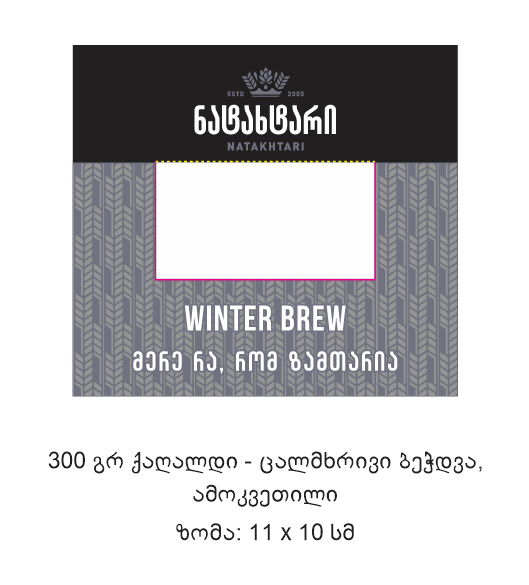 ESTD 2005
ნატახტარი
NATAKHTARI
WINTER BREW
მერე რა, რომ ზამთარია
300 გრ ქაღალდი - ცალმხრივი ბეჭდვა,
ამოკვეთილი
ზომა: 11 x 10 სმ